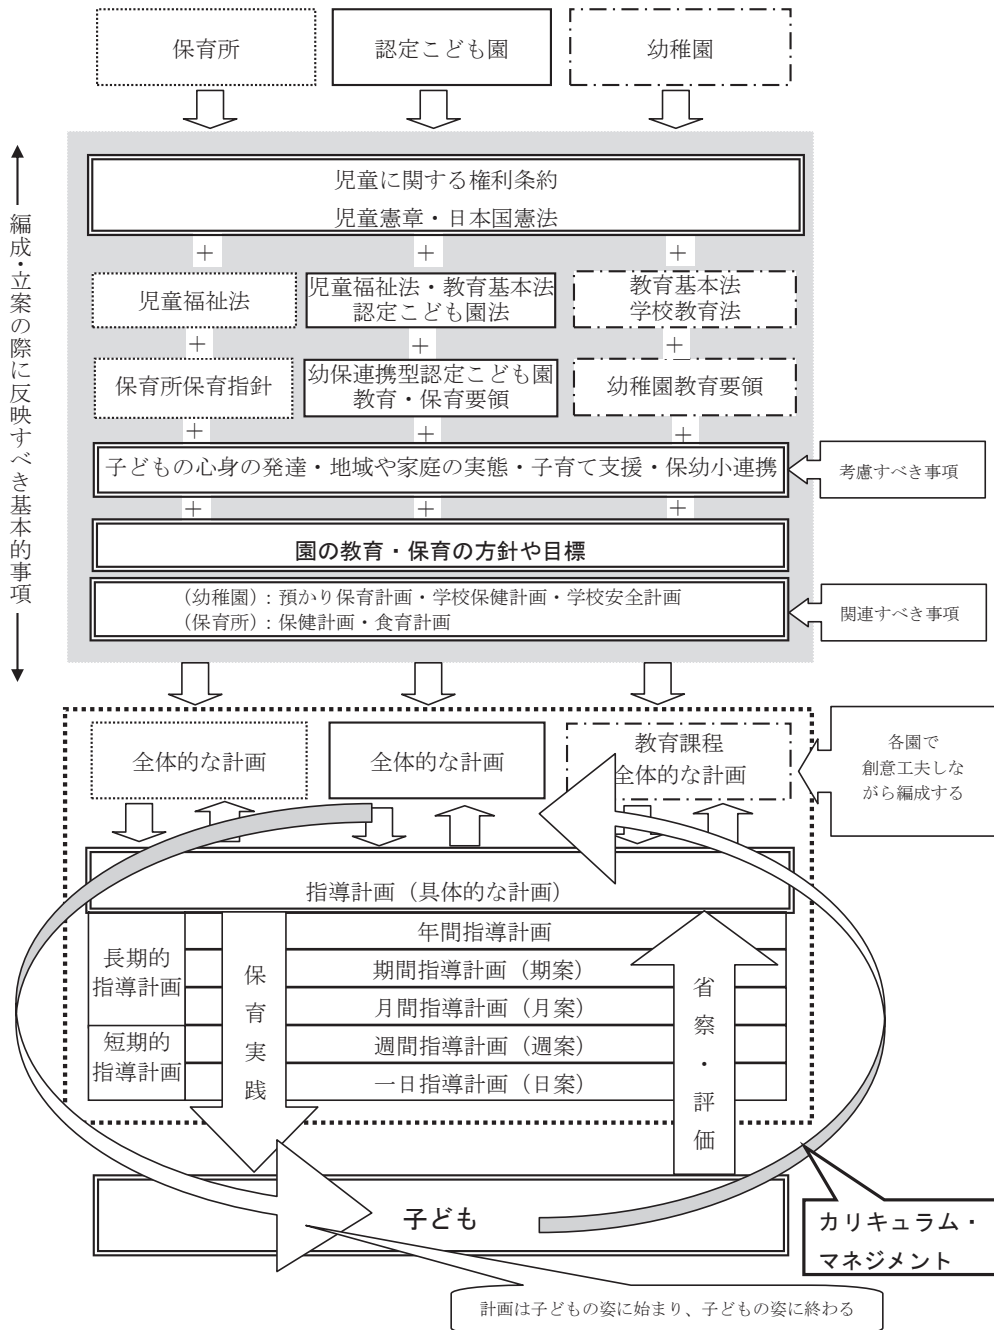 保育所
認定こども園
幼稚園
編成・立案の際に反映すべき基本的事項
児童に関する権利条約
児童憲章・日本国憲法
+
+
+
児童福祉法
児童福祉法・教育基本法
認定こども園法
教育基本法
学校教育法
+
+
+
保育所保育指針
幼保連携型認定こども園
教育・保育要領
幼稚園教育要領
+
+
+
子どもの心身の発達・地域や家庭の実態・子育て支援・保幼小連携
考慮すべき事項
+
+
+
園の教育・保育の方針や目標
(幼稚園):預かり保育計画・学校保健計画・学校安全計画
(保育所):保健計画・食育計画
関連すべき事項
全体的な計画
全体的な計画
教育課程
全体的な計画
各園で
創意工夫しな
がら編成する
指導計画(具体的な計画)
長期的
指導計画
短期的
指導計画
保育実践
年間指導計画
期間指導計画(期案)
月間指導計画(月案)
週間指導計画(週案)
一日指導計画(日案)
省察・評価
子ども
カリキュラム・
マネジメント
計画は子どもの姿に始まり、子どもの姿に終わる